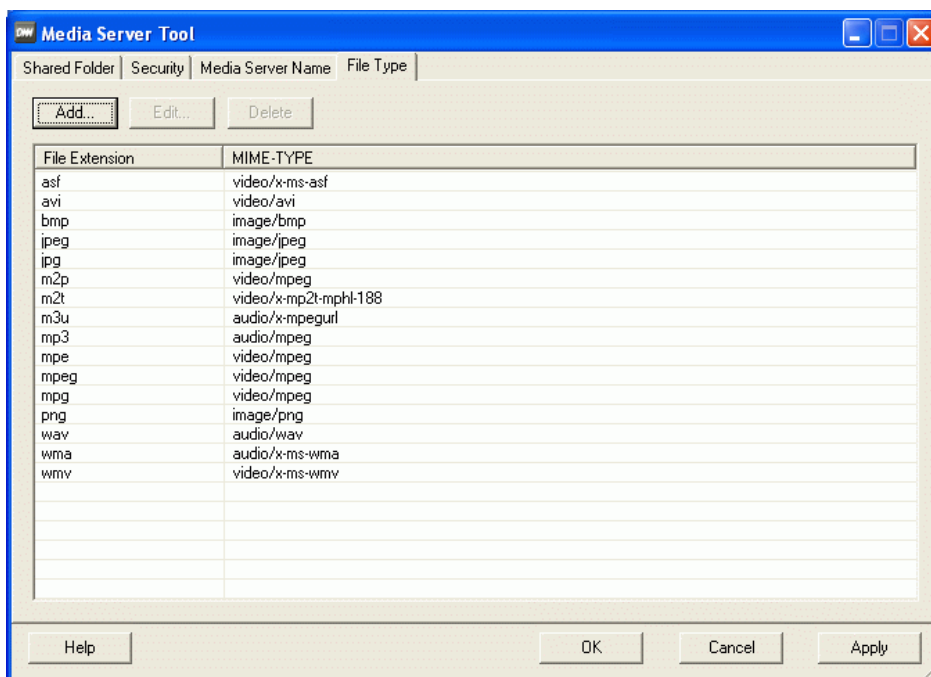 DMN Media Server Tool
Shared Folder Security Media Server Name File Type
Add... Edit... Delete
File Extension MIME-TYPE
asf video/x-ms-asf
avi video/avi
bmp image/bmp
jpeg image/jpeg
jpg image/jpeg
m2p video/mpeg
m2t video/x-mp2t-mphl-188
m3u audio/x-mpegurl
mp3 audio/mpeg
mpe video/mpeg
mpeg video/mpeg
mpg video/mpeg
png image/png
wav audio/wav
wma audio/x-ms-wma
wmv video/x-ms-wmv
Help OK Cancel Apply